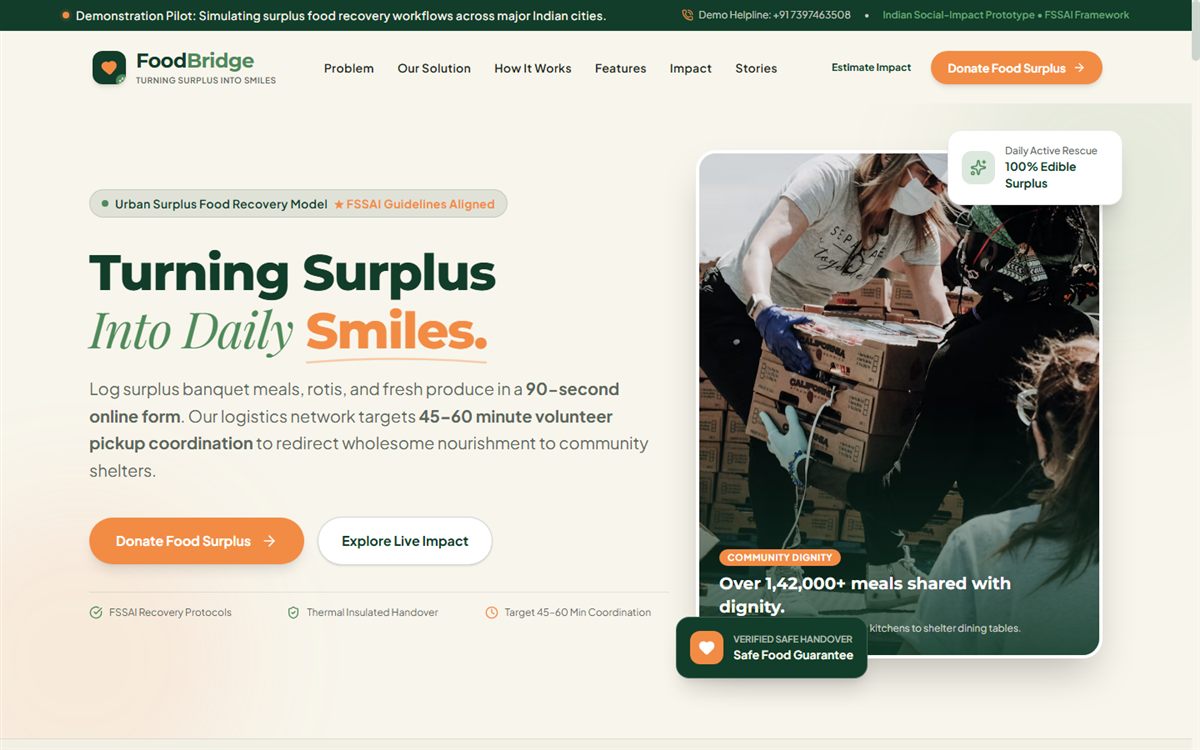 Demonstration Pilot: Simulating surplus food recovery workflows across major Indian cities.
Demo Helpline: +91 7397463508 • Indian Social-Impact Prototype • FSSAI Framework
FoodBridge
TURNING SURPLUS INTO SMILES
Problem
Our Solution
How It Works
Features
Impact
Stories
Estimate Impact
Donate Food Surplus →
Urban Surplus Food Recovery Model ★ FSSAI Guidelines Aligned
Turning Surplus
Into Daily Smiles.
Log surplus banquet meals, rotis, and fresh produce in a 90-second
online form. Our logistics network targets 45–60 minute volunteer
pickup coordination to redirect wholesome nourishment to community
shelters.
Donate Food Surplus →
Explore Live Impact
FSSAI Recovery Protocols
Thermal Insulated Handover
Target 45–60 Min Coordination
Daily Active Rescue
100% Edible
Surplus
SEPARATE
together
CALIFORNIA
CALIFORNIA
COMMUNITY DIGNITY
Over 1,42,000+ meals shared with
dignity.
kitchens to shelter dining tables.
VERIFIED SAFE HANDOVER
Safe Food Guarantee